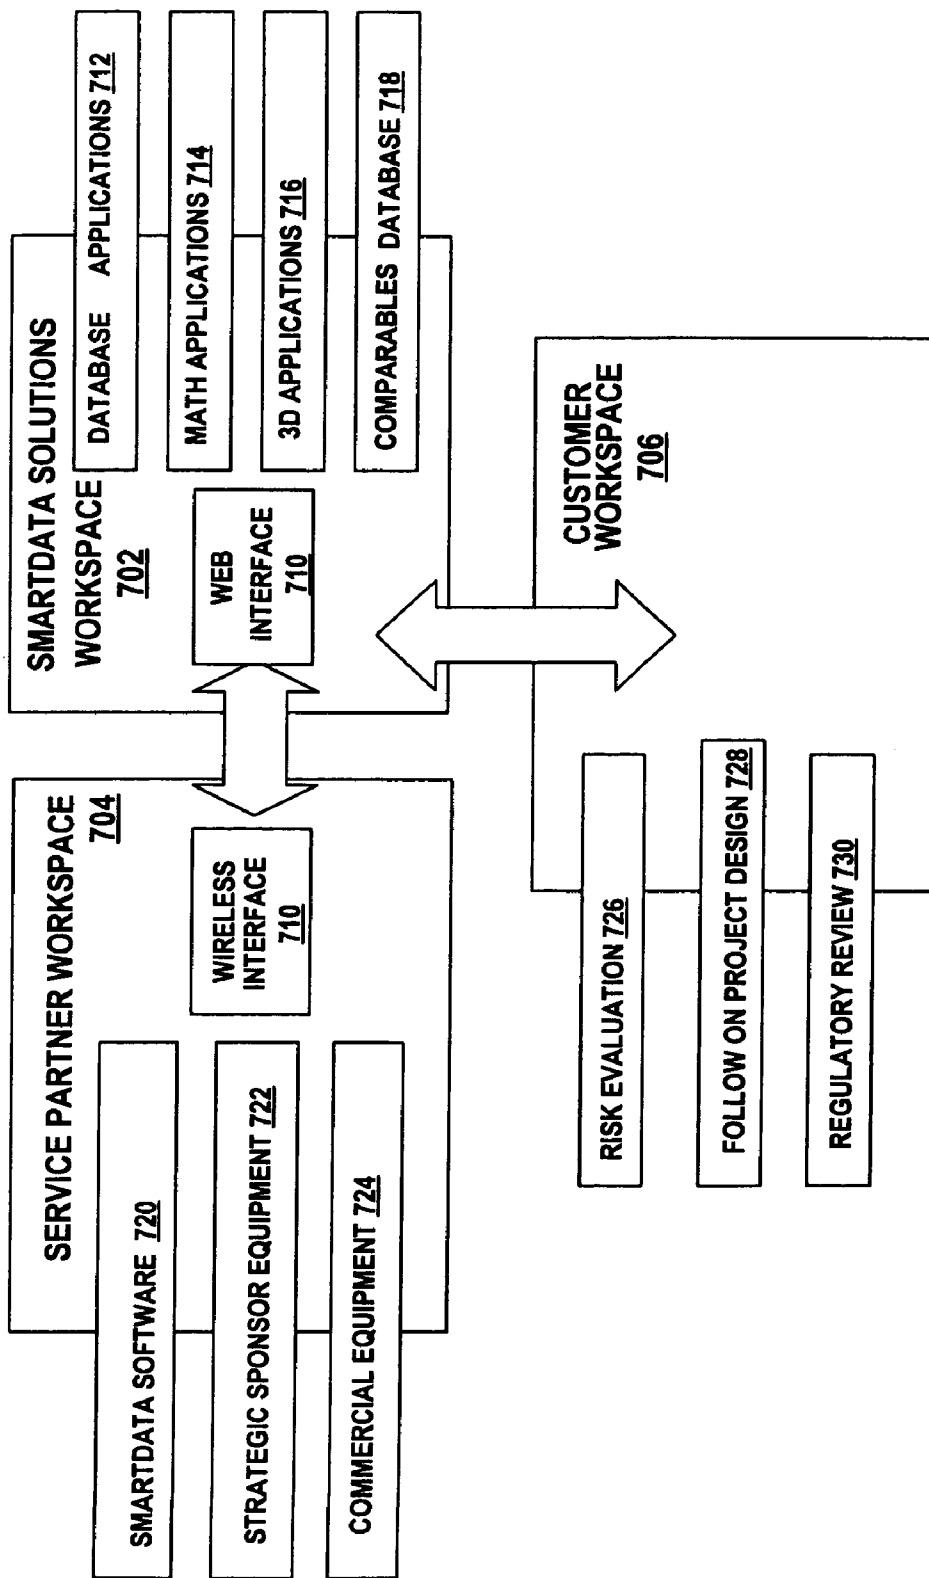 SERVICE PARTNER WORKSPACE
704
SMARTDATA SOFTWARE 720
STRATEGIC SPONSOR EQUIPMENT 722
COMMERCIAL EQUIPMENT 724
WIRELESS
INTERFACE
710
SMARTDATA SOLUTIONS
WORKSPACE
702
WEB
INTERFACE
710
DATABASE APPLICATIONS 712
MATH APPLICATIONS 714
3D APPLICATIONS 716
COMPARABLES DATABASE 718
CUSTOMER
WORKSPACE
706
RISK EVALUATION 726
FOLLOW ON PROJECT DESIGN 728
REGULATORY REVIEW 730